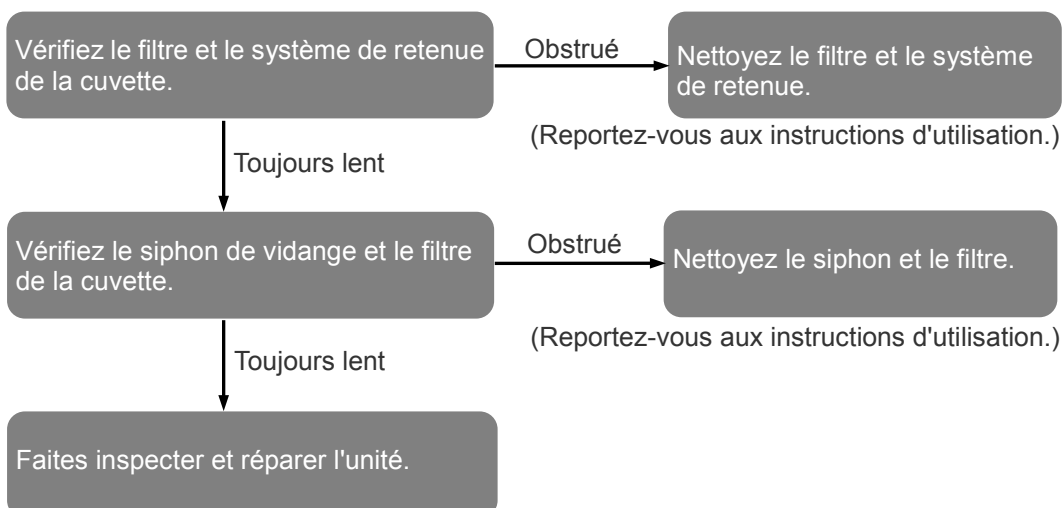 Vérifiez le filtre et le système de retenue
de la cuvette.
Obstrué
Nettoyez le filtre et le système
de retenue.
(Reportez-vous aux instructions d'utilisation.)
Toujours lent
Vérifiez le siphon de vidange et le filtre
de la cuvette.
Obstrué
Nettoyez le siphon et le filtre.
(Reportez-vous aux instructions d'utilisation.)
Toujours lent
Faites inspecter et réparer l'unité.